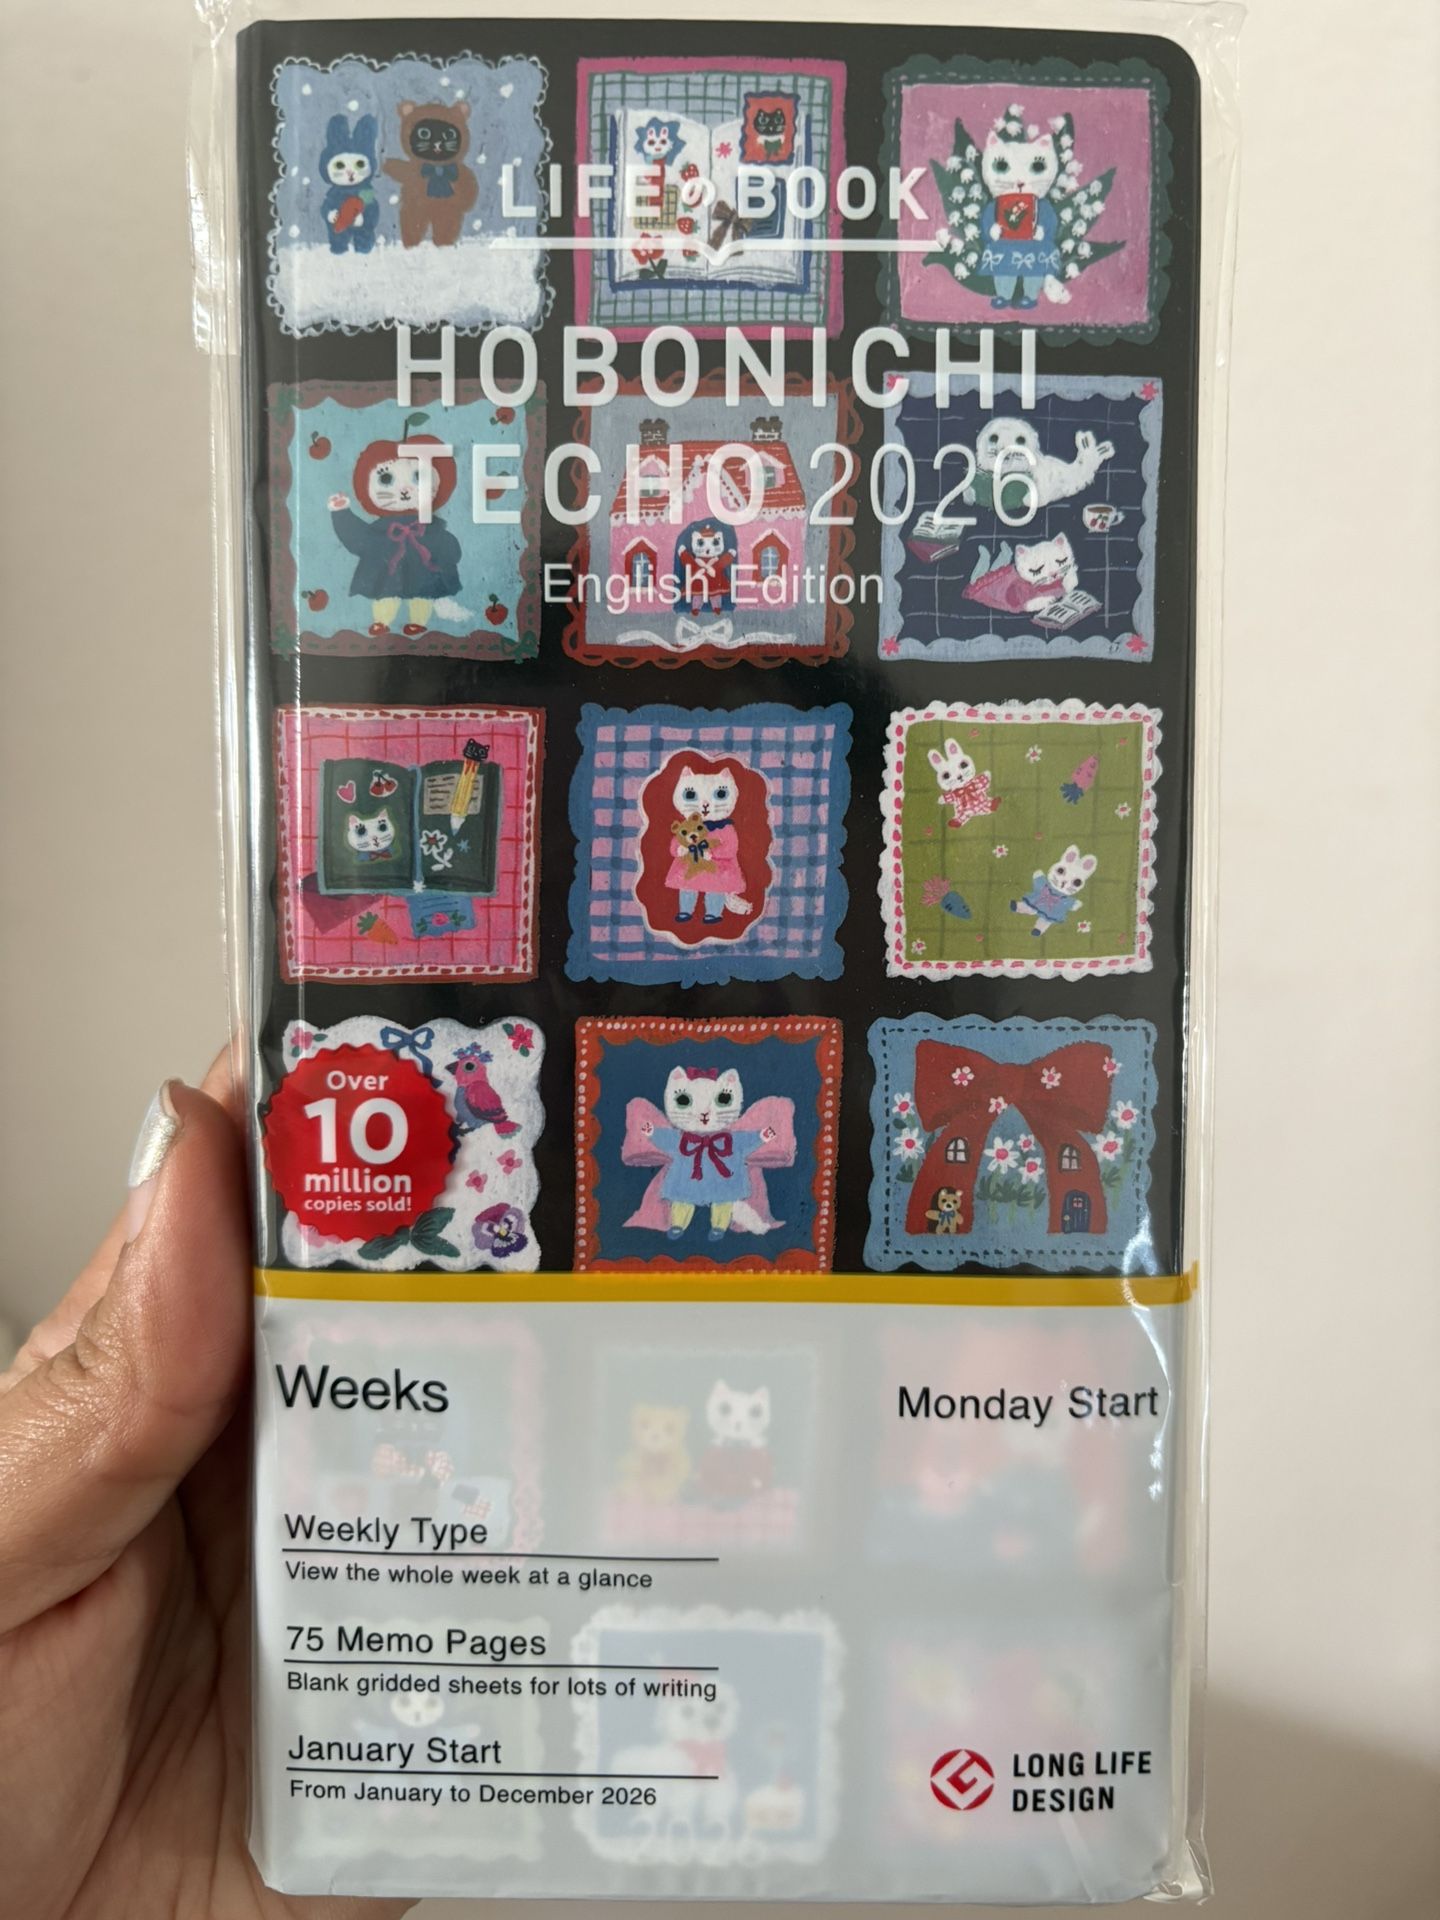 LIFEのBOOK
HOBONICHI
TECHO 2026
English Edition
Over
10
million
copies sold!
Weeks
Monday Start
Weekly Type
View the whole week at a glance
75 Memo Pages
Blank gridded sheets for lots of writing
January Start
From January to December 2026
LONG LIFE
DESIGN
2026